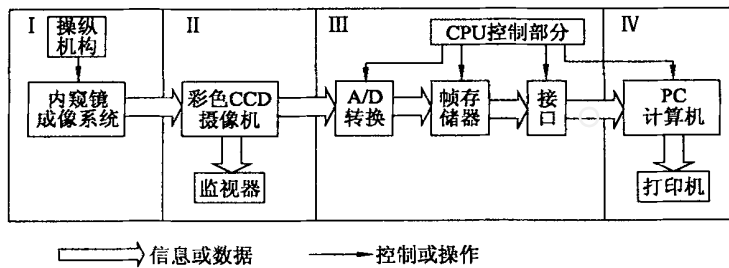 I
II
III
IV
操纵
机构
CPU控制部分
内窥镜
成像系统
彩色CCD
摄像机
A/D
转换
帧存
储器
接
口
PC
计算机
监视器
打印机
信息或数据
控制或操作